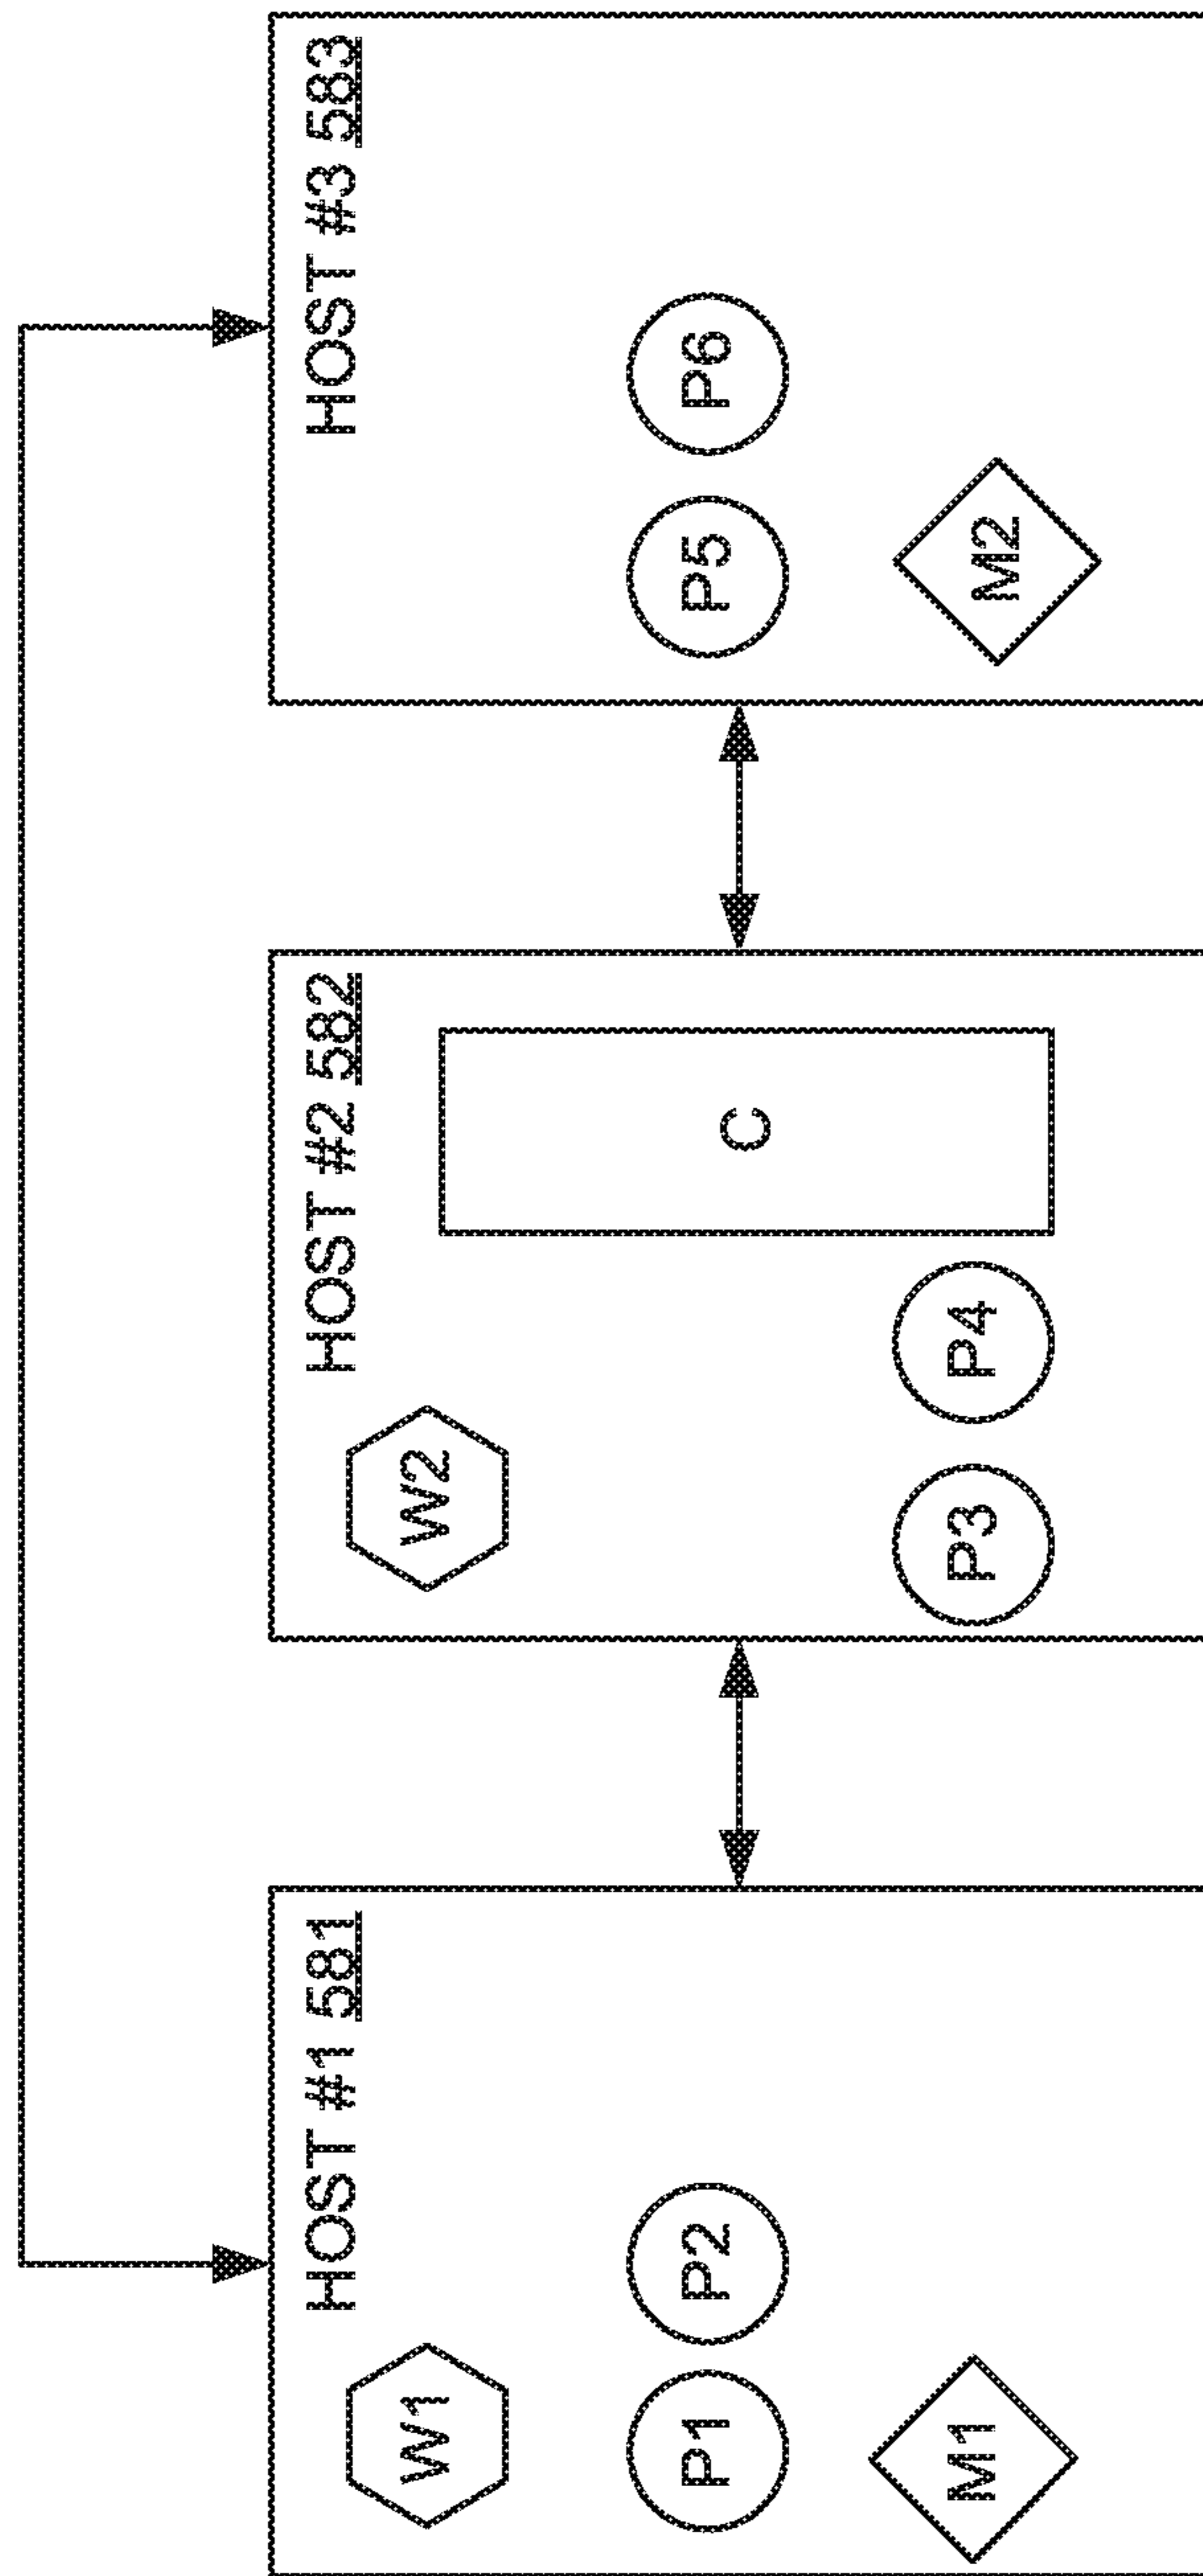 HOST #1 581
W1
P1 P2
M1
HOST #2 582
W2
C
P3 P4
HOST #3 583
P5 P6
M2